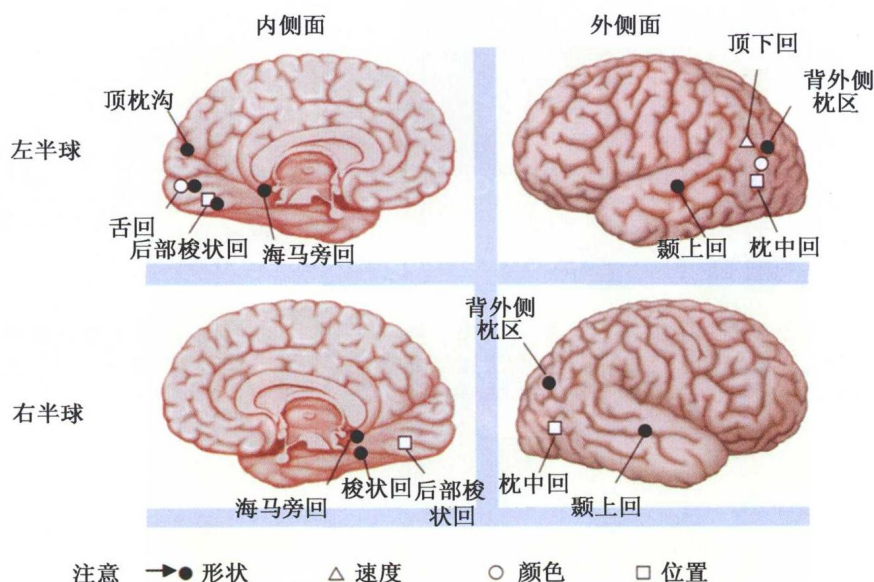 内侧面
外侧面
顶下回
背外侧
枕区
顶枕沟
左半球
舌回
后部梭状回
海马旁回
颞上回
枕中回
背外侧
枕区
右半球
海马旁回
梭状回
后部梭
状回
枕中回
颞上回
注意
形状
速度
颜色
位置